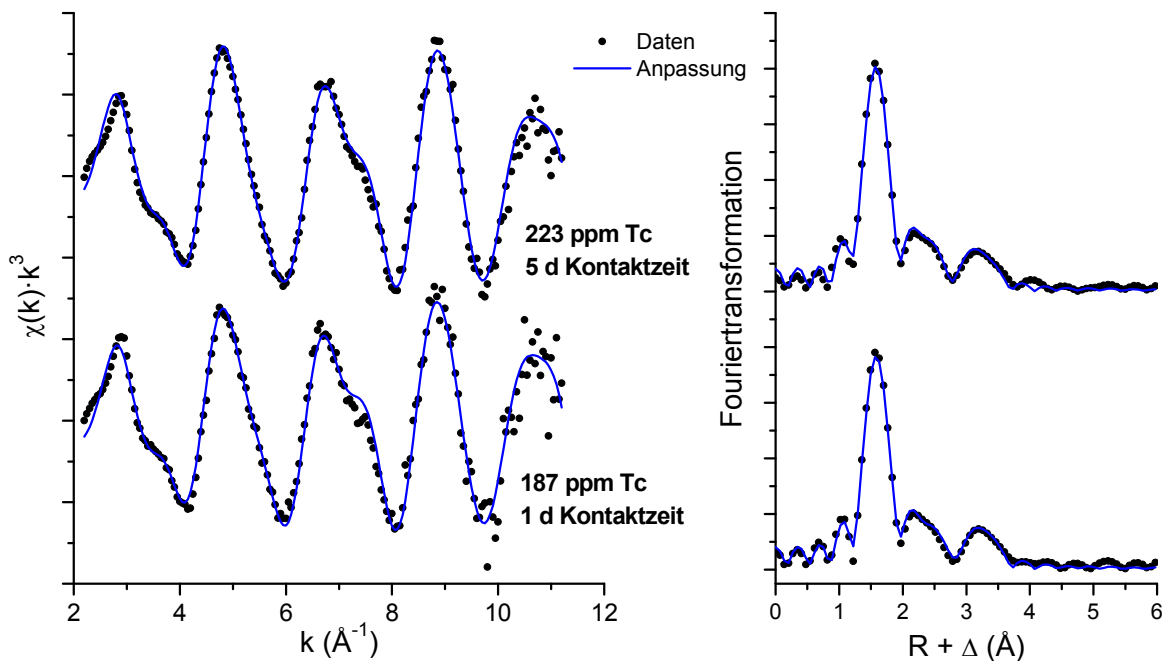 χ(k)·k³
Daten
Anpassung
223 ppm Tc
5 d Kontaktzeit
187 ppm Tc
1 d Kontaktzeit
2 4 6 8 10 12
k (Å⁻¹)
Fouriertransformation
0 1 2 3 4 5 6
R + Δ (Å)